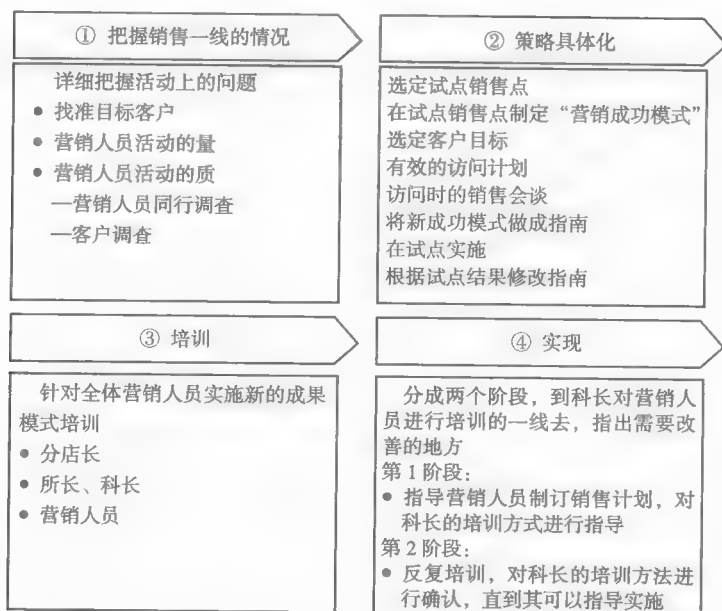 ① 把握销售一线的情况
详细把握活动上的问题
● 找准目标客户
● 营销人员活动的量
● 营销人员活动的质
—营销人员同行调查
—客户调查
② 策略具体化
选定试点销售点
在试点销售点制定“营销成功模式”
选定客户目标
有效的访问计划
访问时的销售会谈
将新成功模式做成指南
在试点实施
根据试点结果修改指南
③ 培训
针对全体营销人员实施新的成果
模式培训
● 分店长
● 所长、科长
● 营销人员
④ 实现
分成两个阶段，到科长对营销人
员进行培训的一线去，指出需要改
善的地方
第 1 阶段：
● 指导营销人员制订销售计划，对
科长的培训方式进行指导
第 2 阶段：
● 反复培训，对科长的培训方法进
行确认，直到其可以指导实施